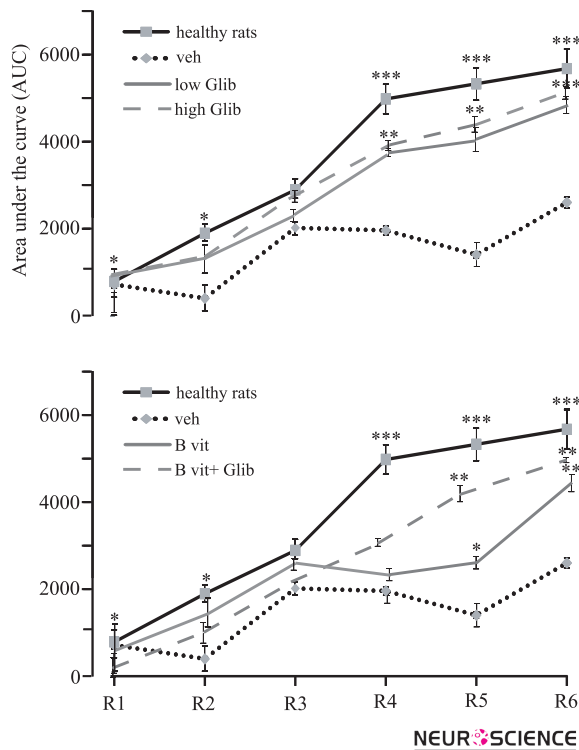 Area under the curve (AUC)
6000
4000
2000
0
healthy rats
veh
low Glib
high Glib
*
*
***
***
***
**
**
***
6000
4000
2000
0
healthy rats
veh
B vit
B vit+ Glib
*
*
***
***
***
**
*
**
**
R1 R2 R3 R4 R5 R6
NEUROSCIENCE